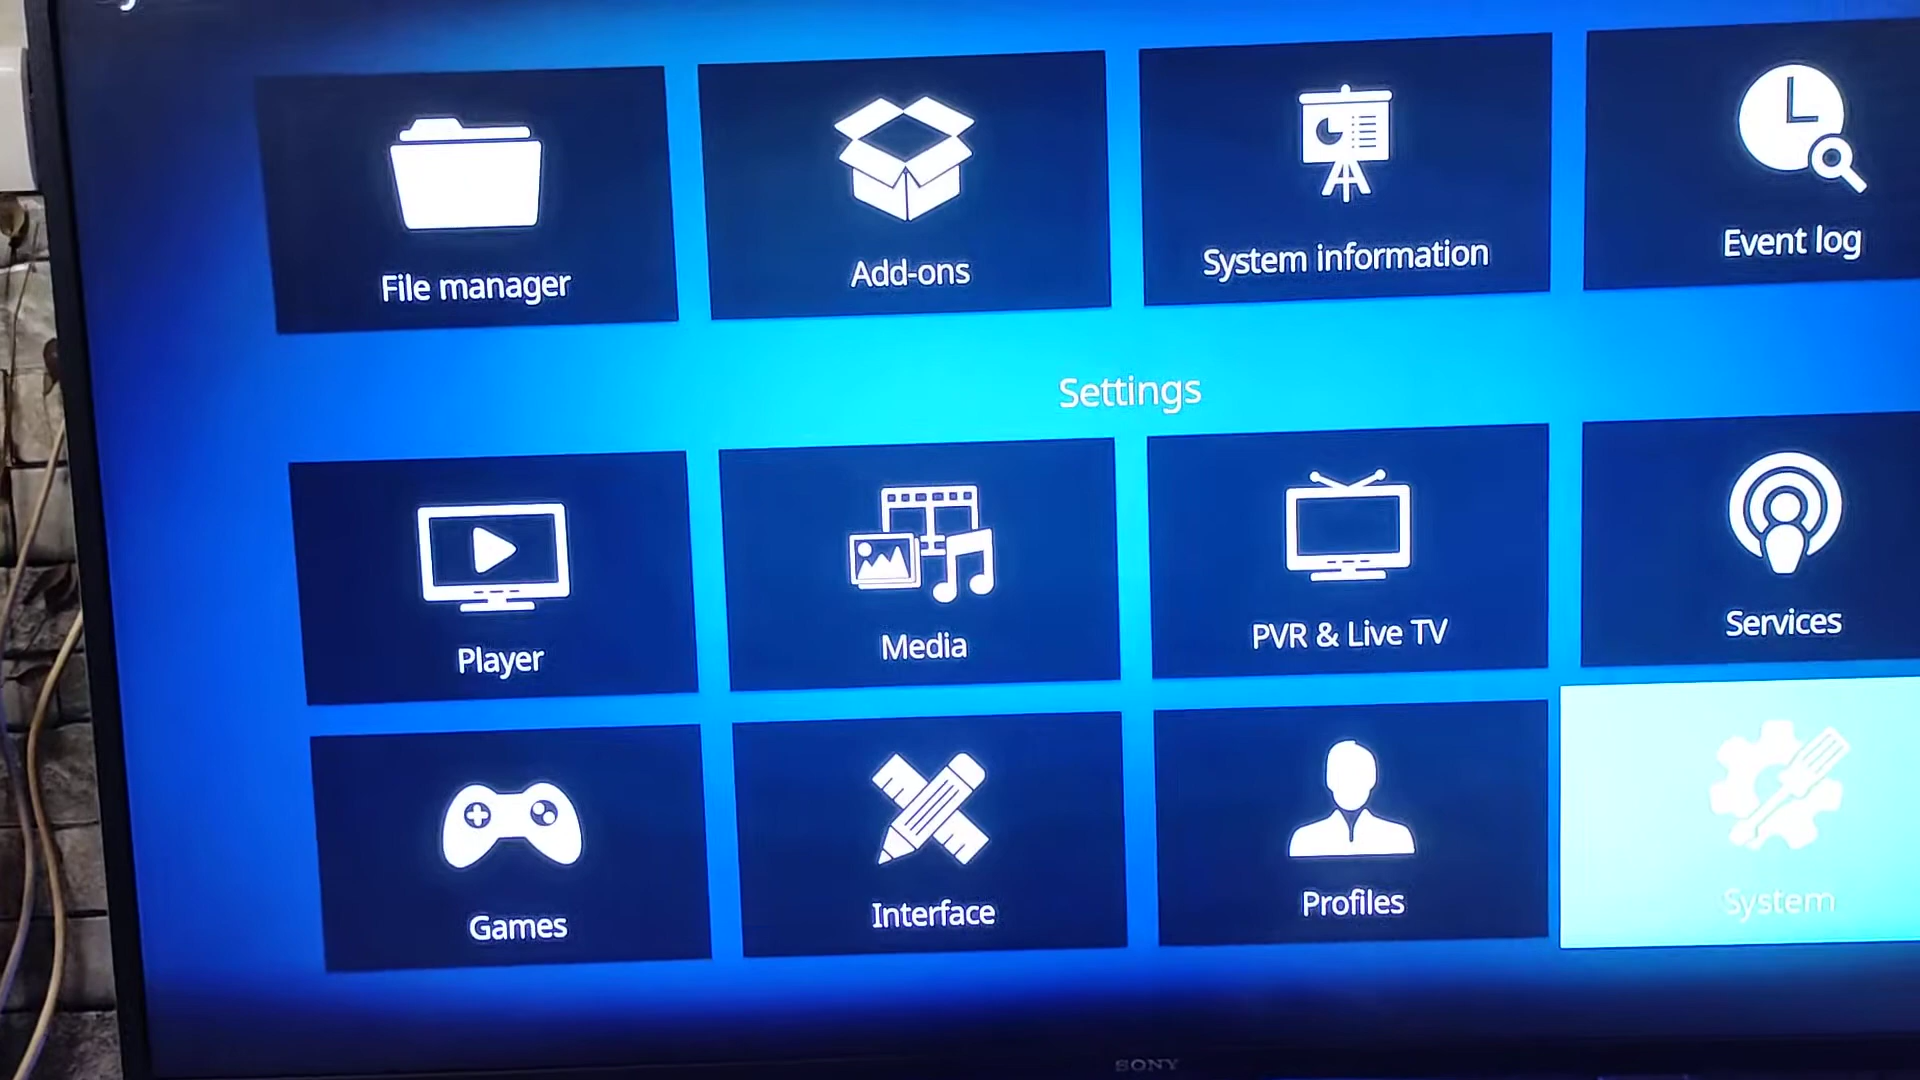 File manager
Add-ons
System information
Event log
Settings
Player
Media
PVR & Live TV
Services
Games
Interface
Profiles
System
SONY